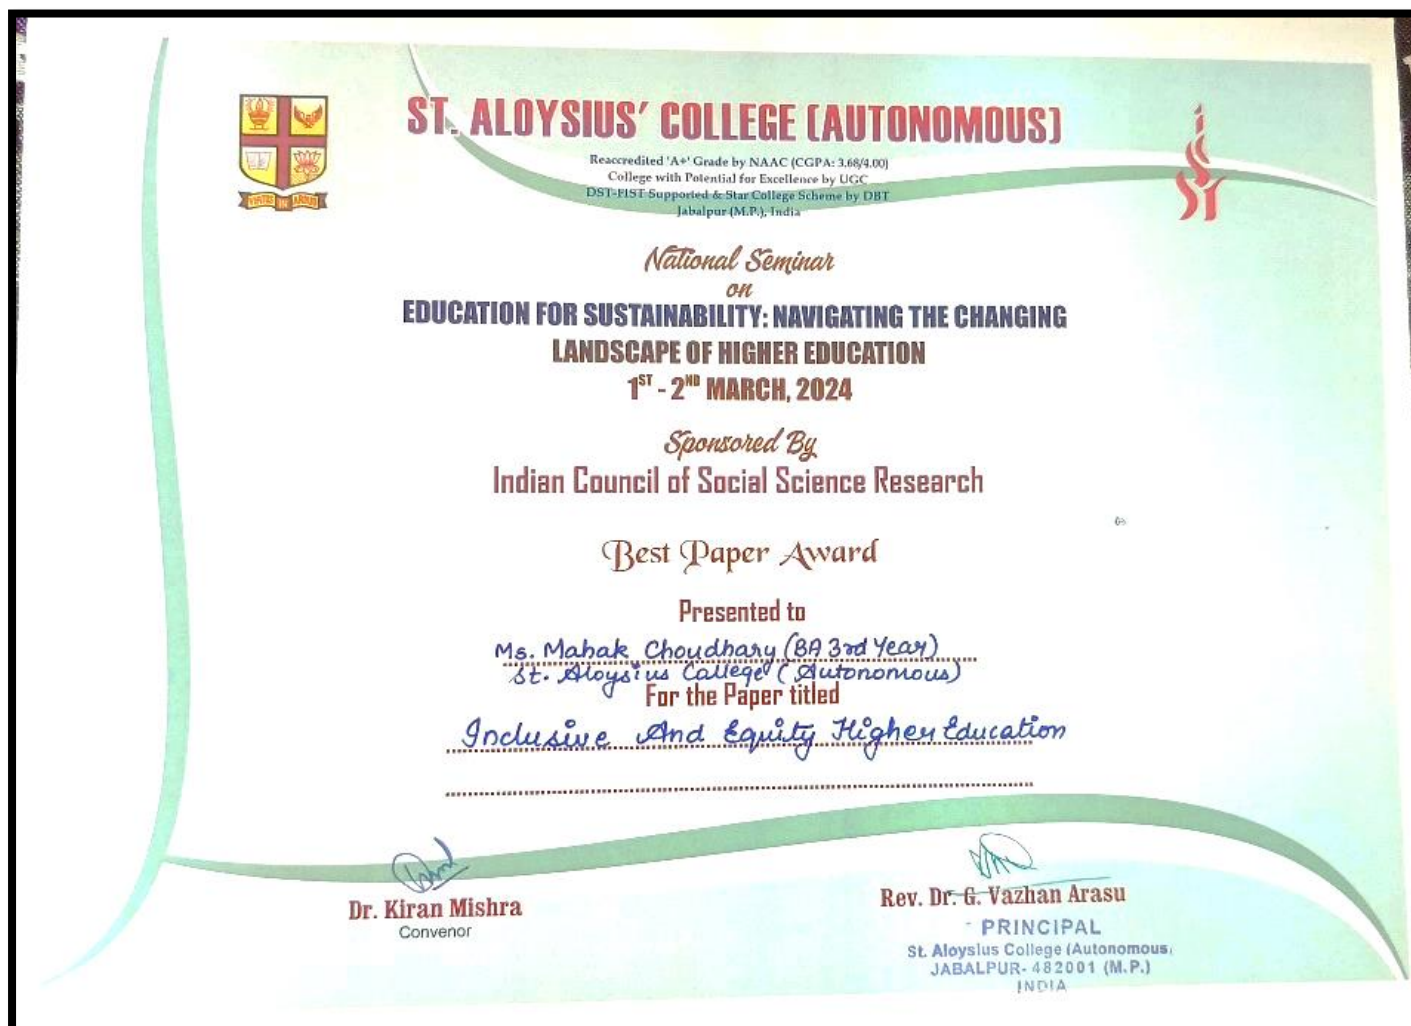 ST. ALOYSIUS' COLLEGE (AUTONOMOUS)
Reaccredited 'A+' Grade by NAAC (CGPA: 3.68/4.00)
College with Potential for Excellence by UGC
DST-FIST Supported & Star College Scheme by DBT
Jabalpur (M.P.), India
National Seminar
on
EDUCATION FOR SUSTAINABILITY: NAVIGATING THE CHANGING
LANDSCAPE OF HIGHER EDUCATION
1ST - 2ND MARCH, 2024
Sponsored By
Indian Council of Social Science Research
Best Paper Award
Presented to
Ms. Mahak Choudhary (BA 3rd Year)
St. Aloysius College (Autonomous)
For the Paper titled
Inclusive And Equity Higher Education
Dr. Kiran Mishra
Convenor
Rev. Dr. G. Vazhan Arasu
PRINCIPAL
St. Aloysius College (Autonomous)
JABALPUR- 482001 (M.P.)
INDIA